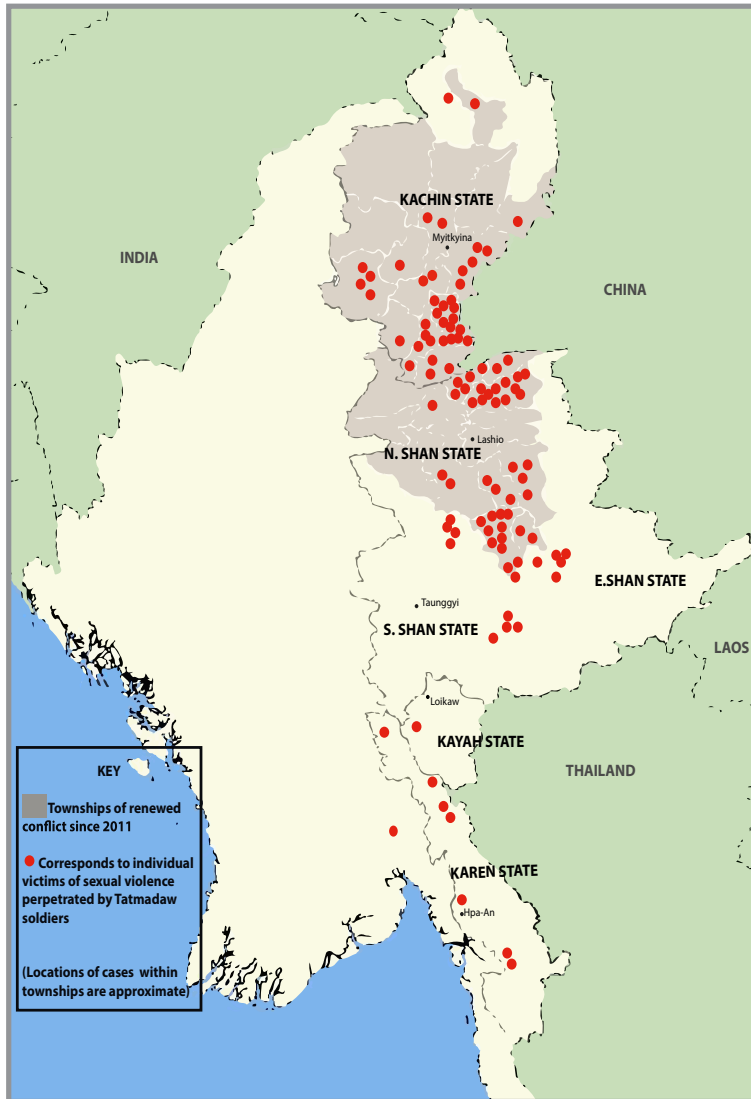 KACHIN STATE
Myitkyina
INDIA
CHINA
Lashio
N. SHAN STATE
E.SHAN STATE
Taunggyi
S. SHAN STATE
LAOS
Loikaw
KAYAH STATE
THAILAND
KEY
Townships of renewed
conflict since 2011
Corresponds to individual
victims of sexual violence
perpetrated by Tatmadaw
soldiers
(Locations of cases within
townships are approximate)
KAREN STATE
Hpa-An